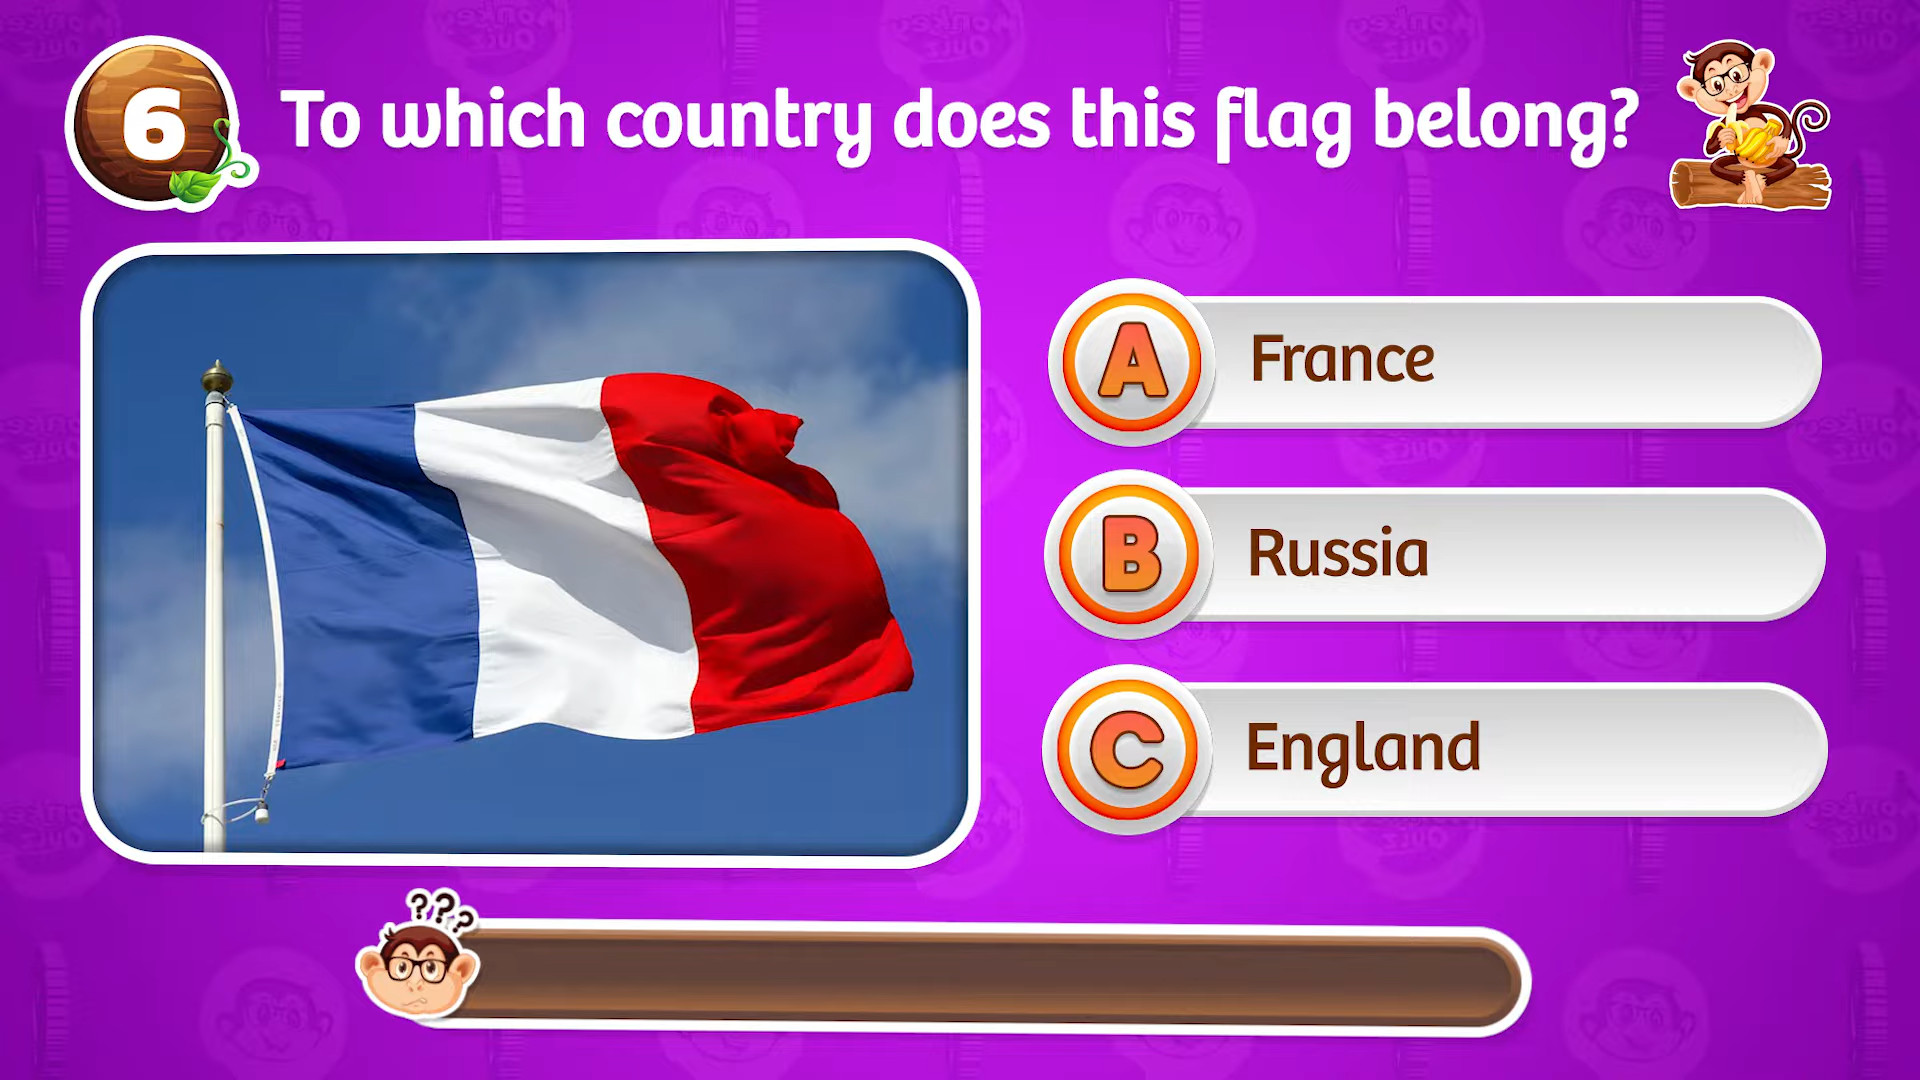 6
To which country does this flag belong?
A
France
B
Russia
C
England
???